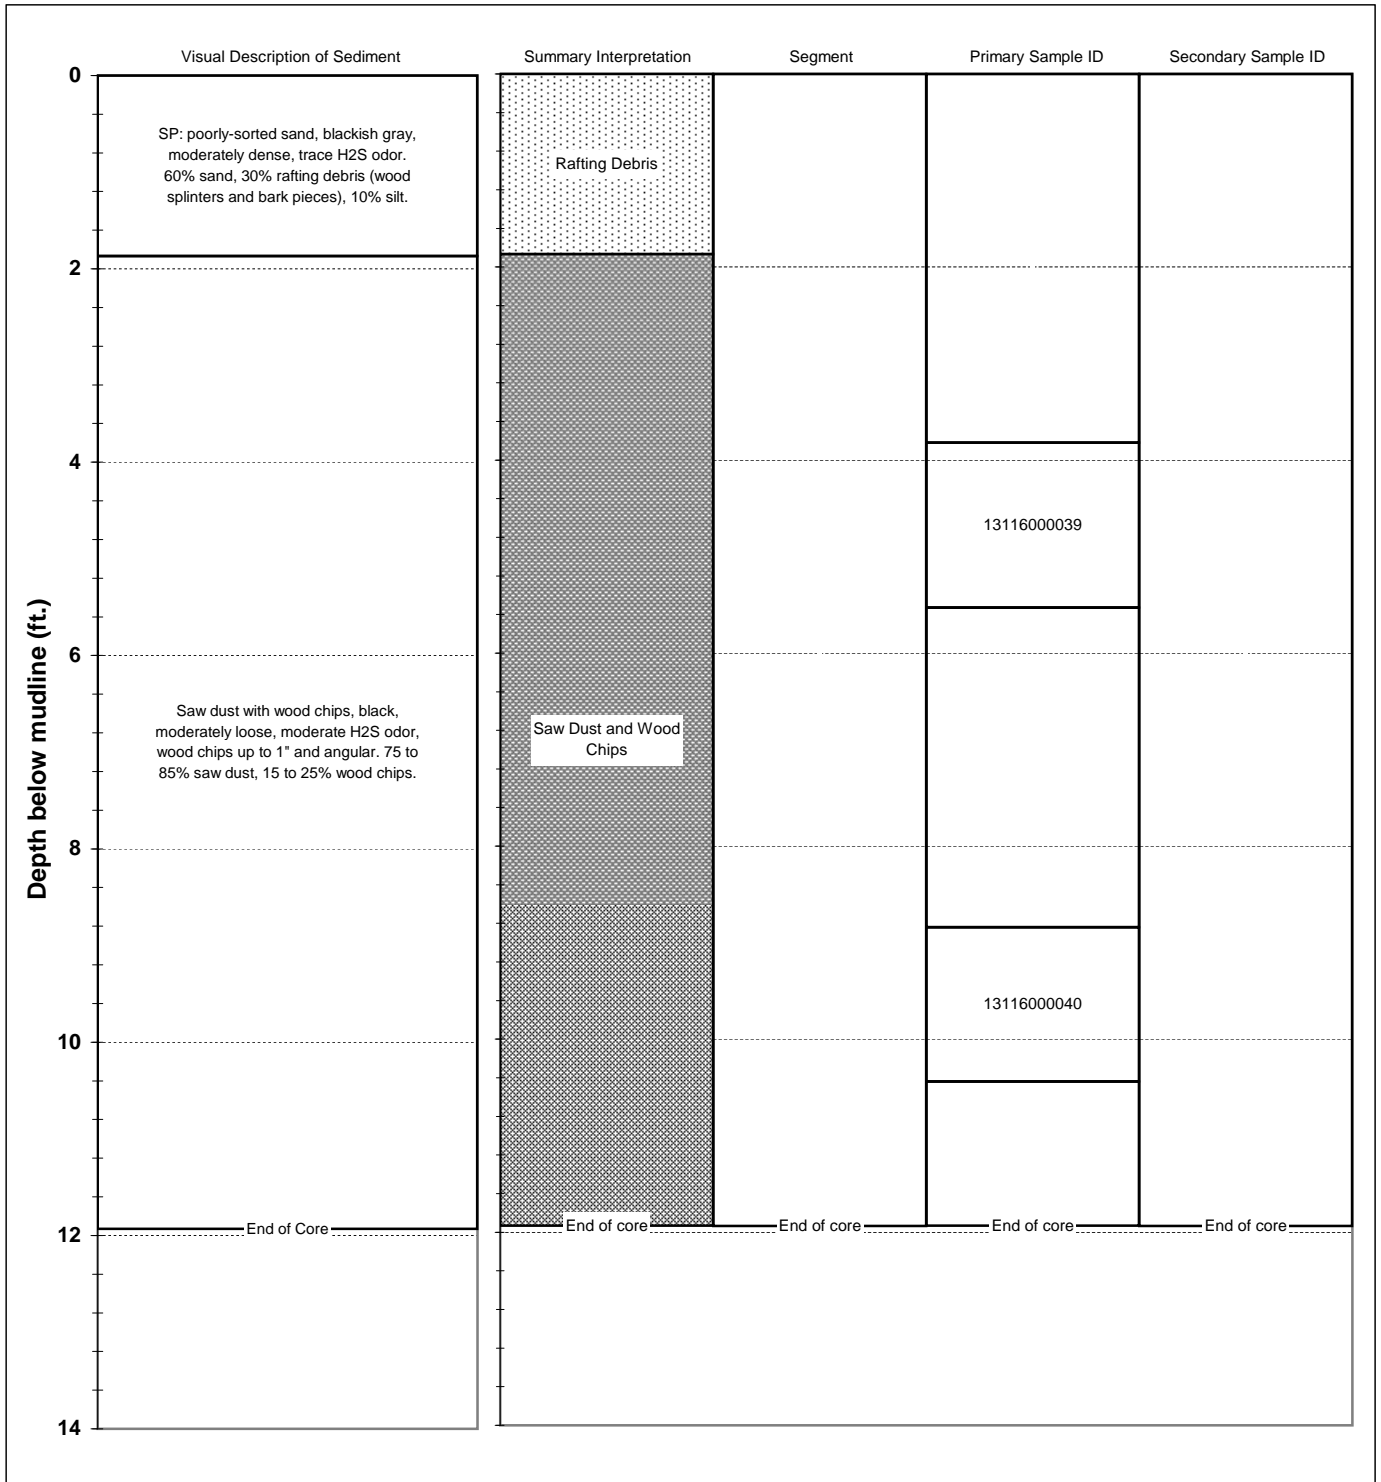 Visual Description of Sediment
Summary Interpretation
Segment
Primary Sample ID
Secondary Sample ID
0
SP: poorly-sorted sand, blackish gray,
moderately dense, trace H2S odor.
60% sand, 30% rafting debris (wood
splinters and bark pieces), 10% silt.
Rafting Debris
2
4
13116000039
Depth below mudline (ft.)
6
Saw dust with wood chips, black,
moderately loose, moderate H2S odor,
wood chips up to 1" and angular. 75 to
85% saw dust, 15 to 25% wood chips.
Saw Dust and Wood
Chips
8
13116000040
10
End of Core
End of core
End of core
End of core
End of core
12
14